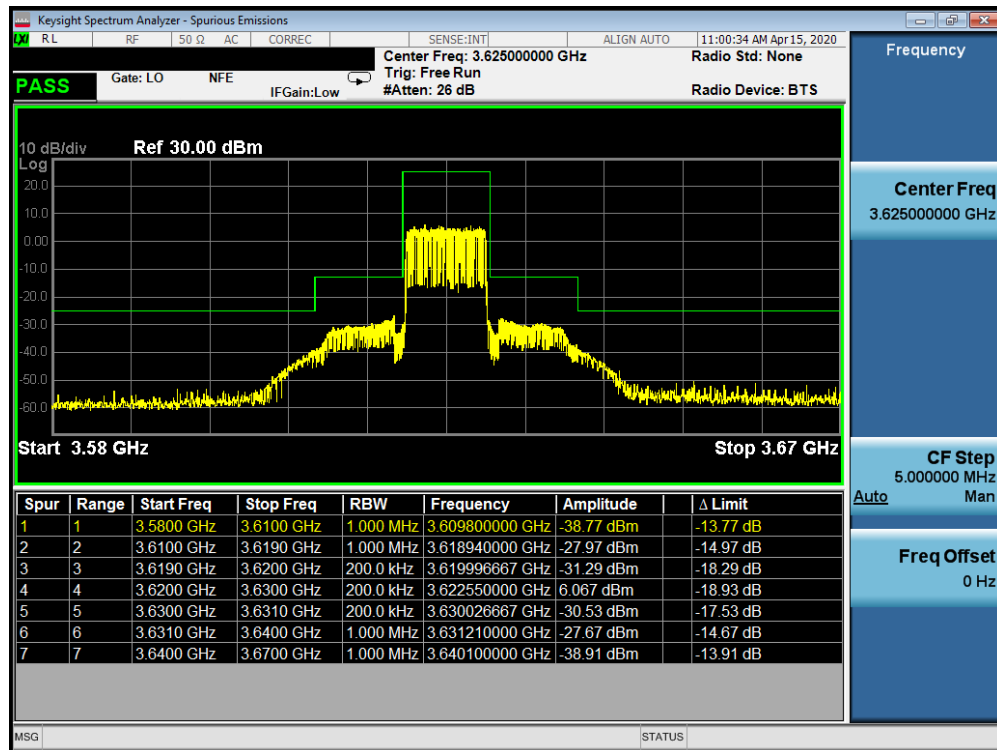 Keysight Spectrum Analyzer - Spurious Emissions
LXI RL RF 50 Ω AC CORREC SENSE:INT ALIGN AUTO 11:00:34 AM Apr 15, 2020
Center Freq: 3.625000000 GHz Radio Std: None
PASS Gate: LO NFE Trig: Free Run
IFGain:Low #Atten: 26 dB Radio Device: BTS
10 dB/div Ref 30.00 dBm
Log
20.0
10.0
0.00
-10.0
-20.0
-30.0
-40.0
-50.0
-60.0
Start 3.58 GHz Stop 3.67 GHz
Spur Range Start Freq Stop Freq RBW Frequency Amplitude Δ Limit
1 1 3.5800 GHz 3.6100 GHz 1.000 MHz 3.609800000 GHz -38.77 dBm -13.77 dB
2 2 3.6100 GHz 3.6190 GHz 1.000 MHz 3.618940000 GHz -27.97 dBm -14.97 dB
3 3 3.6190 GHz 3.6200 GHz 200.0 kHz 3.619996667 GHz -31.29 dBm -18.29 dB
4 4 3.6200 GHz 3.6300 GHz 200.0 kHz 3.622550000 GHz 6.067 dBm -18.93 dB
5 5 3.6300 GHz 3.6310 GHz 200.0 kHz 3.630026667 GHz -30.53 dBm -17.53 dB
6 6 3.6310 GHz 3.6400 GHz 1.000 MHz 3.631210000 GHz -27.67 dBm -14.67 dB
7 7 3.6400 GHz 3.6700 GHz 1.000 MHz 3.640100000 GHz -38.91 dBm -13.91 dB
MSG STATUS
Frequency
Center Freq
3.625000000 GHz
CF Step
5.000000 MHz
Auto Man
Freq Offset
0 Hz